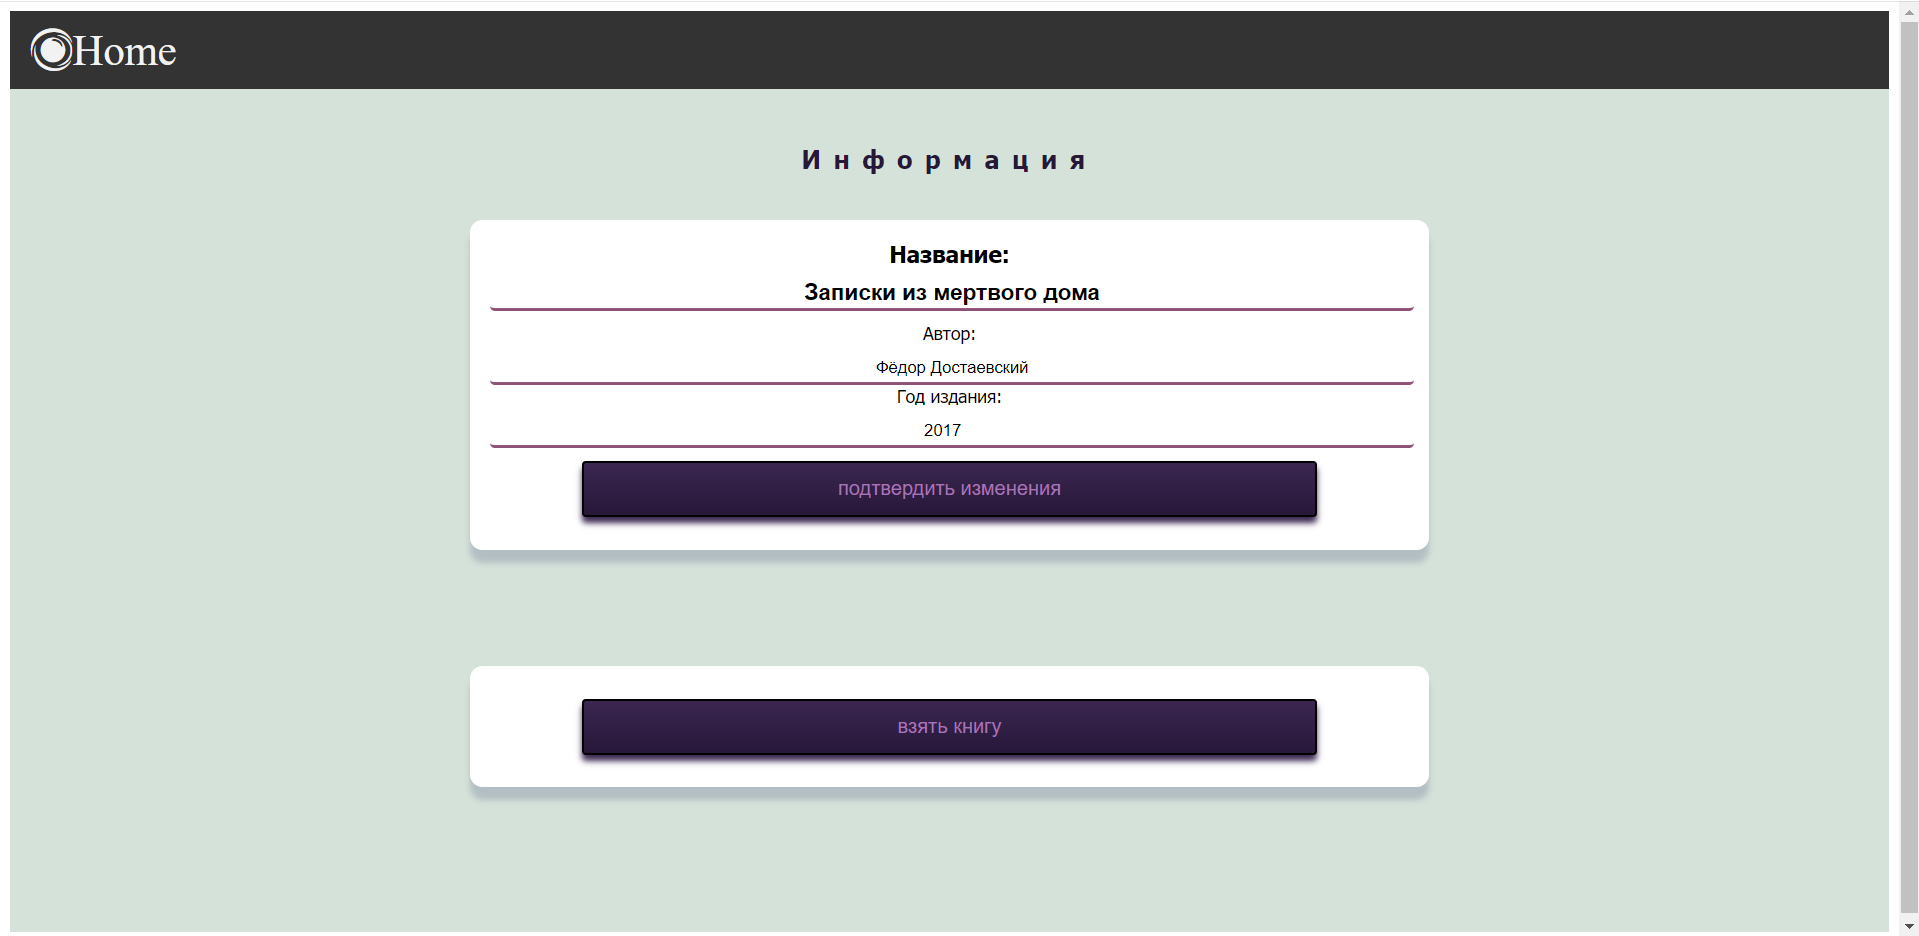 Home
Информация
Название:
Записки из мертвого дома
Автор:
Фёдор Достаевский
Год издания:
2017
подтвердить изменения
взять книгу